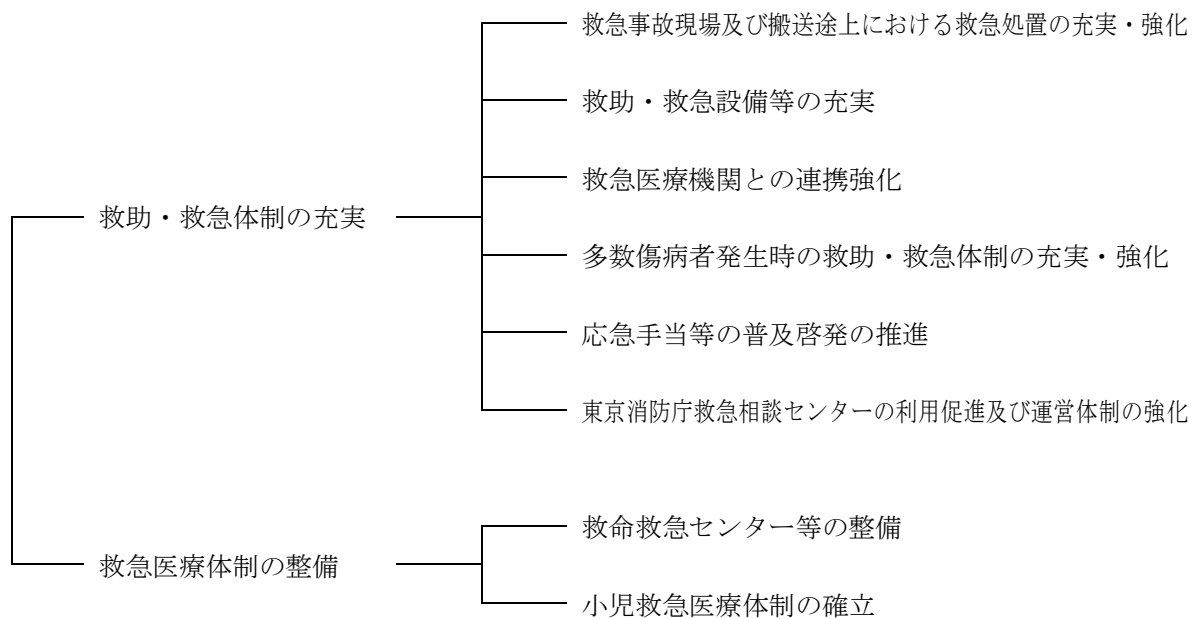 救助・救急体制の充実
救急事故現場及び搬送途上における救急処置の充実・強化
救助・救急設備等の充実
救急医療機関との連携強化
多数傷病者発生時の救助・救急体制の充実・強化
応急手当等の普及啓発の推進
東京消防庁救急相談センターの利用促進及び運営体制の強化
救急医療体制の整備
救命救急センター等の整備
小児救急医療体制の確立